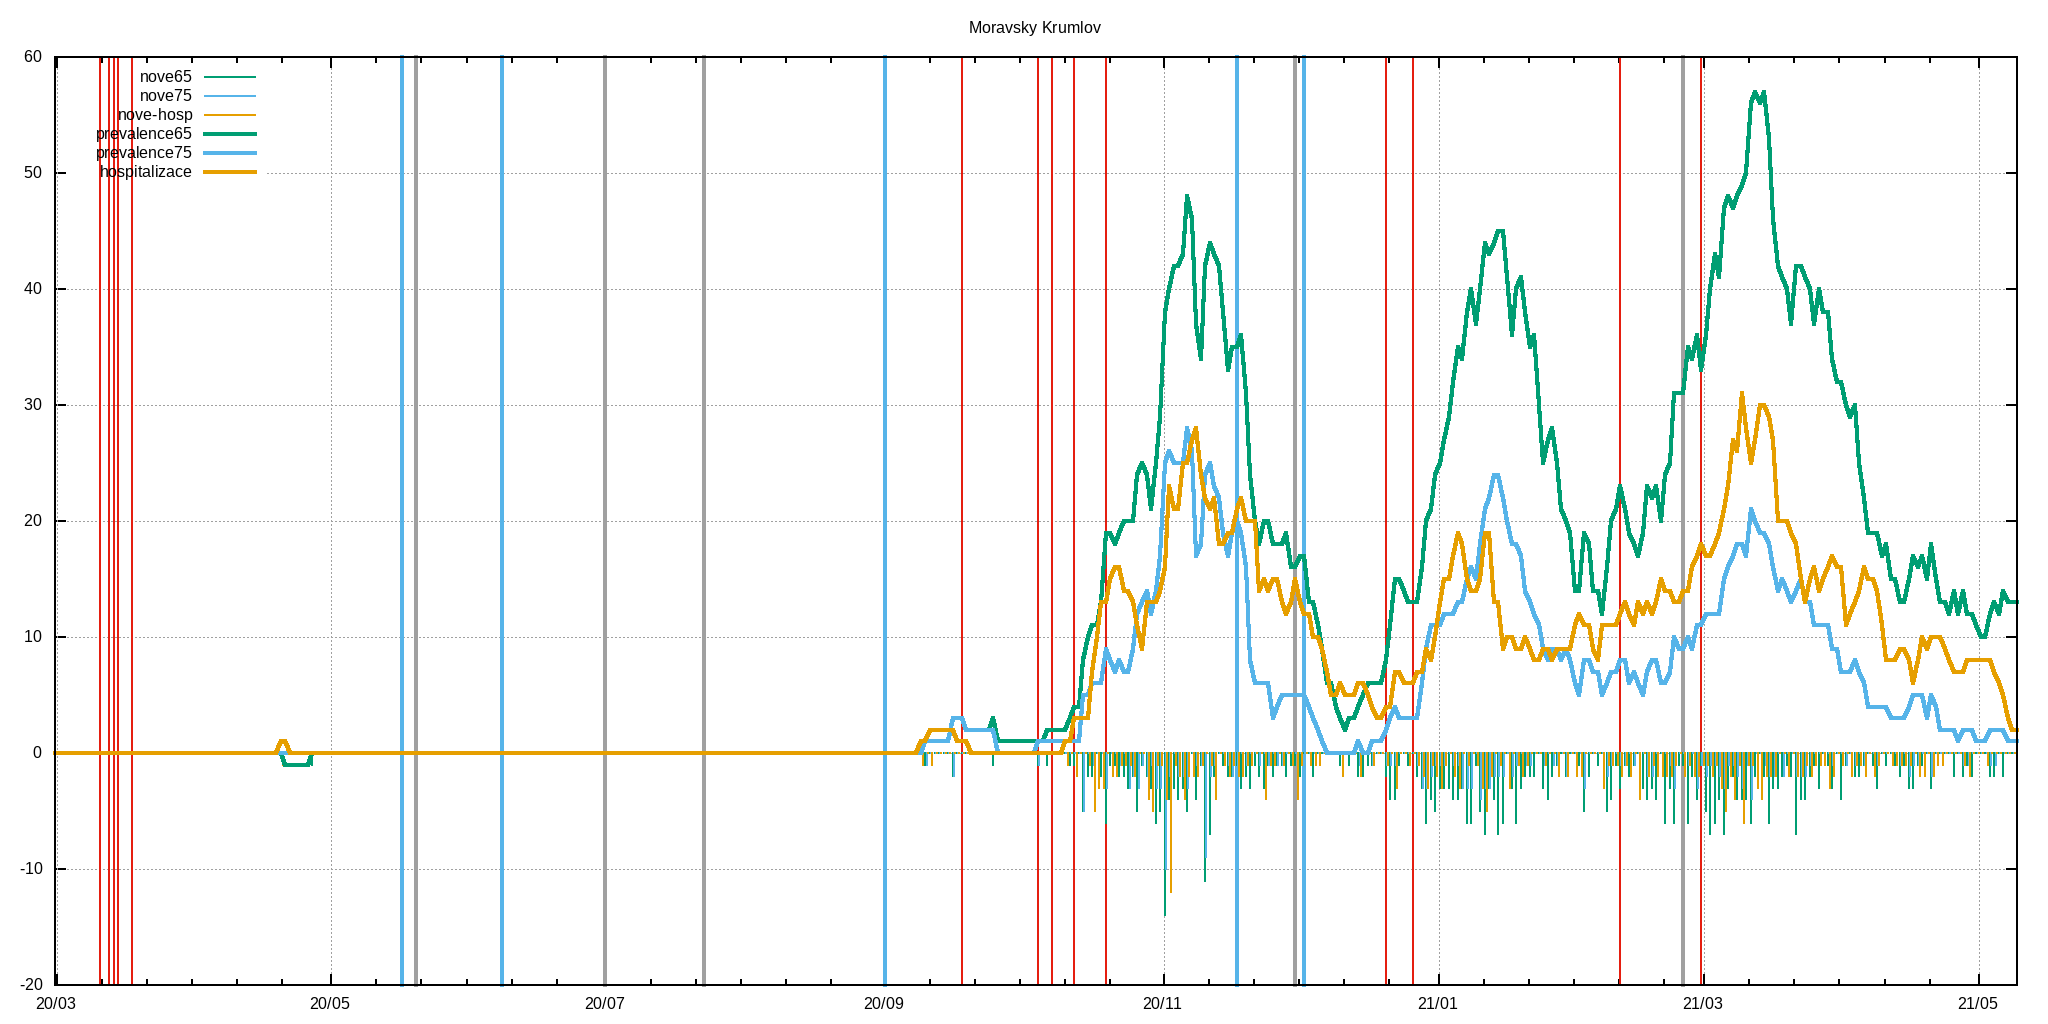 Moravsky Krumlov
60
50
40
30
20
10
0
-10
-20
nove65
nove75
nove-hosp
prevalence65
prevalence75
hospitalizace
20/03 20/05 20/07 20/09 20/11 21/01 21/03 21/05